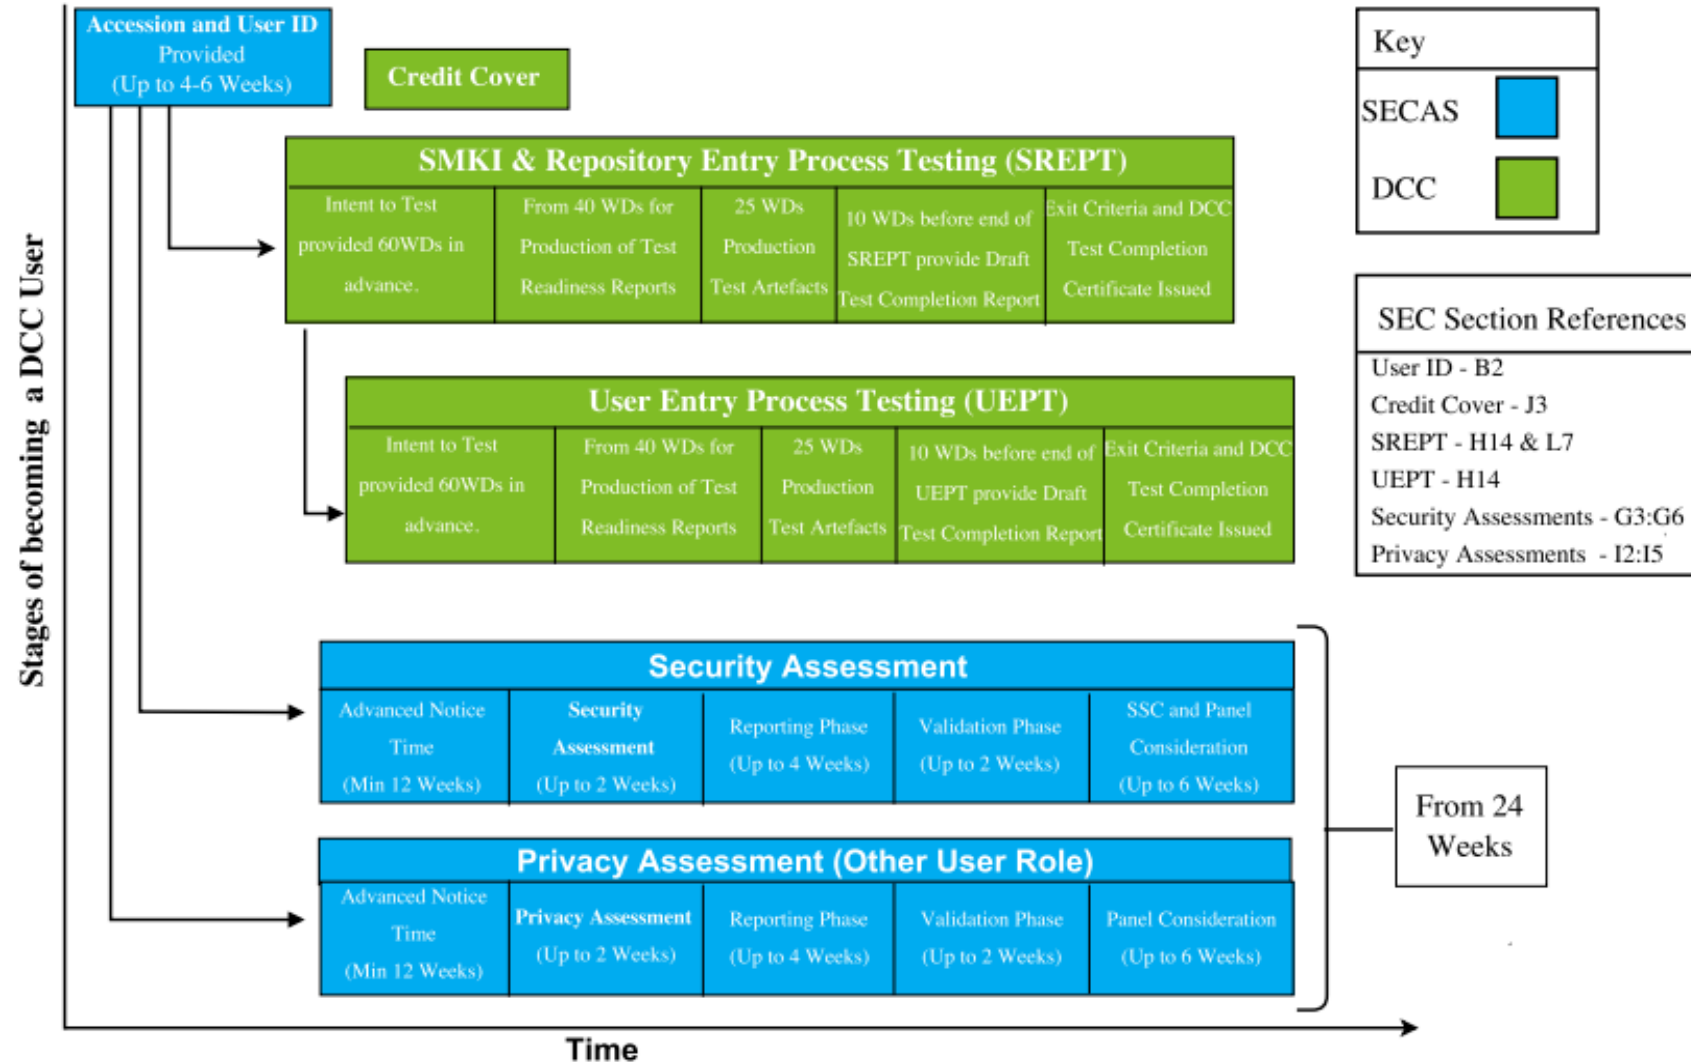 Accession and User ID
Provided
(Up to 4-6 Weeks)
Credit Cover
Key
SECAS
DCC
SMKI & Repository Entry Process Testing (SREPT)
Intent to Test
provided 60WDs in
advance.
From 40 WDs for
Production of Test
Readiness Reports
25 WDs
Production
Test Artefacts
10 WDs before end of
SREPT provide Draft
Test Completion Report
Exit Criteria and DCC
Test Completion
Certificate Issued
SEC Section References
User ID - B2
Credit Cover - J3
SREPT - H14 & L7
UEPT - H14
Security Assessments - G3:G6
Privacy Assessments - I2:I5
User Entry Process Testing (UEPT)
Intent to Test
provided 60WDs in
advance.
From 40 WDs for
Production of Test
Readiness Reports
25 WDs
Production
Test Artefacts
10 WDs before end of
UEPT provide Draft
Test Completion Report
Exit Criteria and DCC
Test Completion
Certificate Issued
Stages of becoming a DCC User
Security Assessment
Advanced Notice
Time
(Min 12 Weeks)
Security
Assessment
(Up to 2 Weeks)
Reporting Phase
(Up to 4 Weeks)
Validation Phase
(Up to 2 Weeks)
SSC and Panel
Consideration
(Up to 6 Weeks)
From 24
Weeks
Privacy Assessment (Other User Role)
Advanced Notice
Time
(Min 12 Weeks)
Privacy Assessment
(Up to 2 Weeks)
Reporting Phase
(Up to 4 Weeks)
Validation Phase
(Up to 2 Weeks)
Panel Consideration
(Up to 6 Weeks)
Time